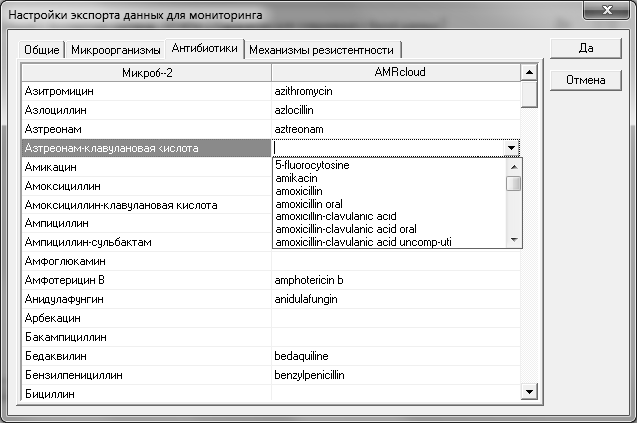 Настройки экспорта данных для мониторинга
Общие Микроорганизмы Антибиотики Механизмы резистентности
Да
Отмена
Микроб--2 AMRcloud
Азитромицин azithromycin
Азлоциллин azlocillin
Азтреонам aztreonam
Азтреонам-клавулановая кислота
Амикацин 5-fluorocytosine
amikacin
Амоксициллин amoxicillin
amoxicillin oral
Амоксициллин-клавулановая кислота amoxicillin-clavulanic acid
Ампициллин amoxicillin-clavulanic acid oral
Ампициллин-сульбактам amoxicillin-clavulanic acid uncomp-uti
Амфоглюкамин
Амфотерицин B amphotericin b
Анидулафунгин anidulafungin
Арбекацин
Бакампициллин
Бедаквилин bedaquiline
Бензилпенициллин benzylpenicillin
Бициллин